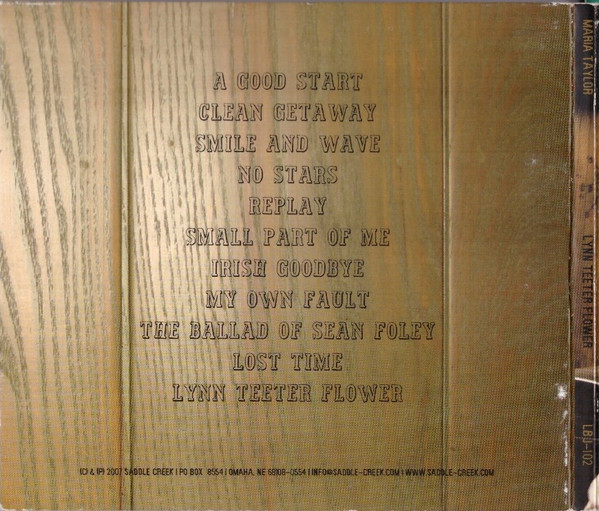 A GOOD START
CLEAN GETAWAY
SMILE AND WAVE
NO STARS
REPLAY
SMALL PART OF ME
IRISH GOODBYE
MY OWN FAULT
THE BALLAD OF SEAN FOLEY
LOST TIME
LYNN TEETER FLOWER
(C) & (P) 2007 SADDLE CREEK | PO BOX 8554 | OMAHA, NE 68108-0554 | INFO@SADDLE-CREEK.COM | WWW.SADDLE-CREEK.COM
MARIA TAYLOR
LYNN TEETER FLOWER
LBJ-102